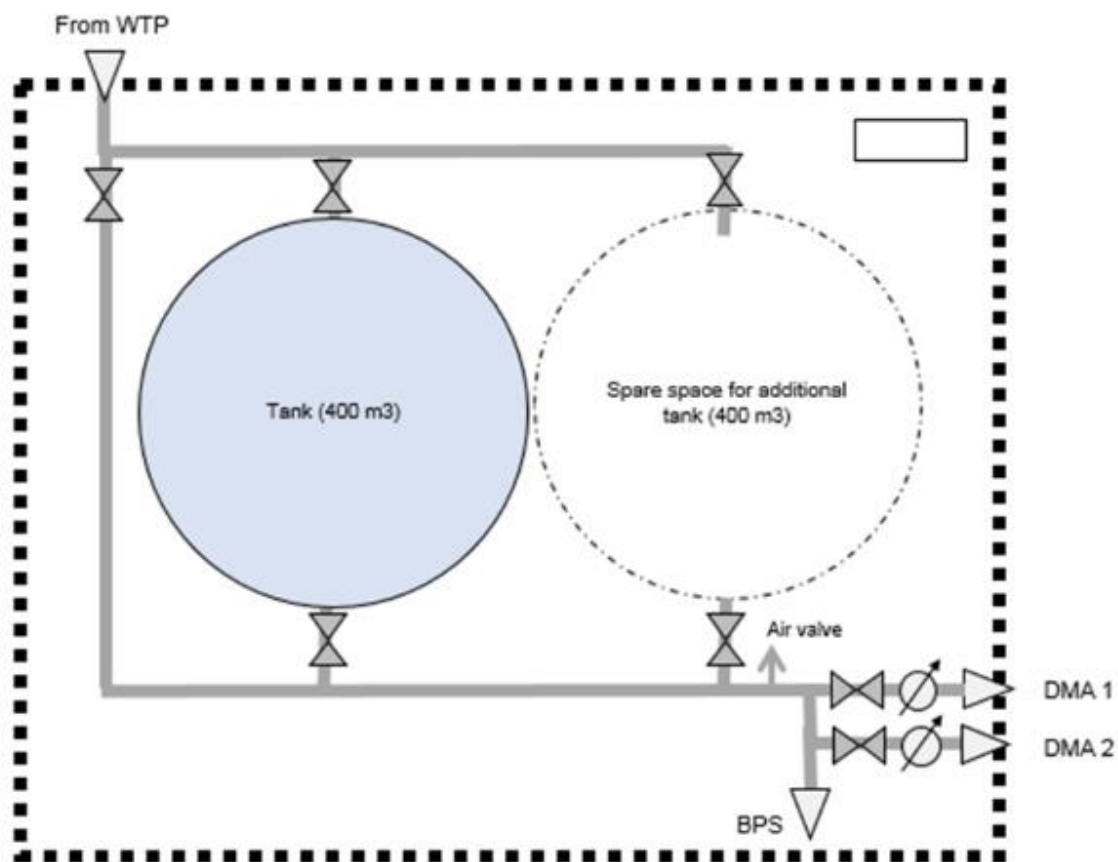 From WTP
Tank (400 m3)
Spare space for additional
tank (400 m3)
Air valve
DMA 1
DMA 2
BPS